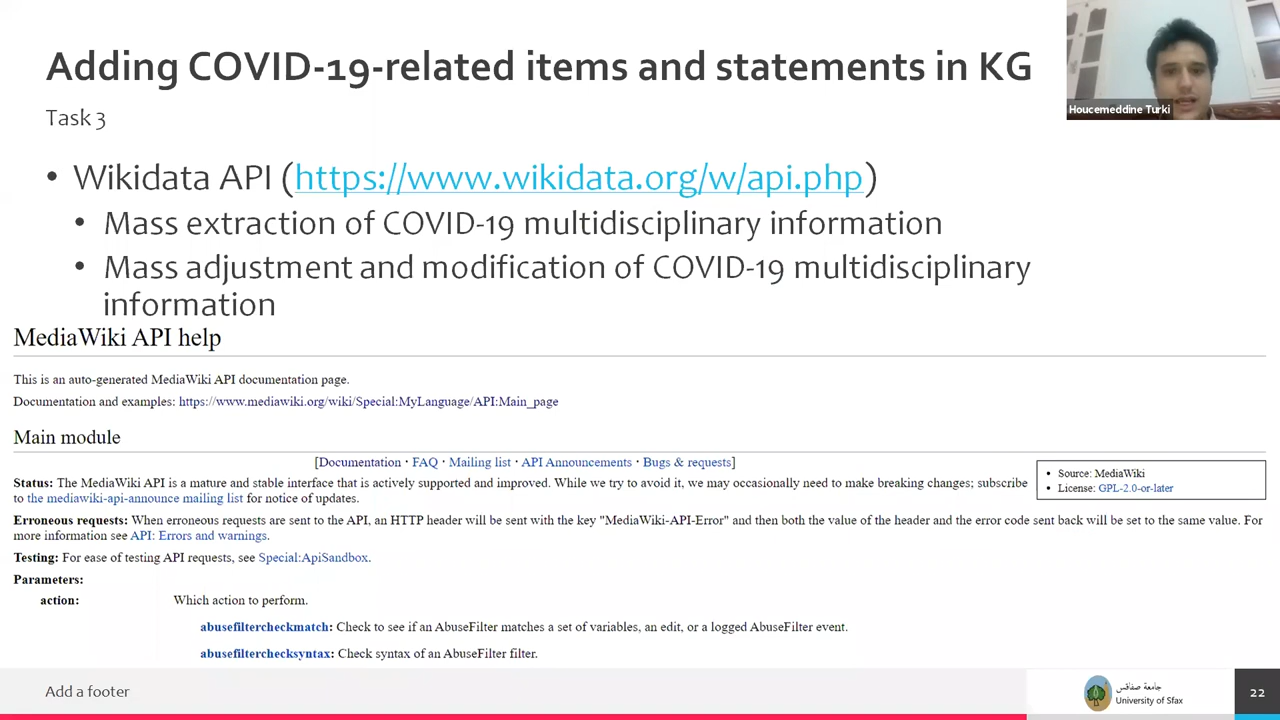 Adding COVID-19-related items and statements in KG
Houcemeddine Turki
Task 3
• Wikidata API (https://www.wikidata.org/w/api.php)
• Mass extraction of COVID-19 multidisciplinary information
• Mass adjustment and modification of COVID-19 multidisciplinary
information
MediaWiki API help
This is an auto-generated MediaWiki API documentation page.
Documentation and examples: https://www.mediawiki.org/wiki/Special:MyLanguage/API:Main_page
Main module
[Documentation · FAQ · Mailing list · API Announcements · Bugs & requests]
• Source: MediaWiki
• License: GPL-2.0-or-later
Status: The MediaWiki API is a mature and stable interface that is actively supported and improved. While we try to avoid it, we may occasionally need to make breaking changes; subscribe
to the mediawiki-api-announce mailing list for notice of updates.
Erroneous requests: When erroneous requests are sent to the API, an HTTP header will be sent with the key "MediaWiki-API-Error" and then both the value of the header and the error code sent back will be set to the same value. For
more information see API: Errors and warnings.
Testing: For ease of testing API requests, see Special:ApiSandbox.
Parameters:
action: Which action to perform.
abusefiltercheckmatch: Check to see if an AbuseFilter matches a set of variables, an edit, or a logged AbuseFilter event.
abusefilterchecksyntax: Check syntax of an AbuseFilter filter.
Add a footer
جامعة صفاقس
University of Sfax
22